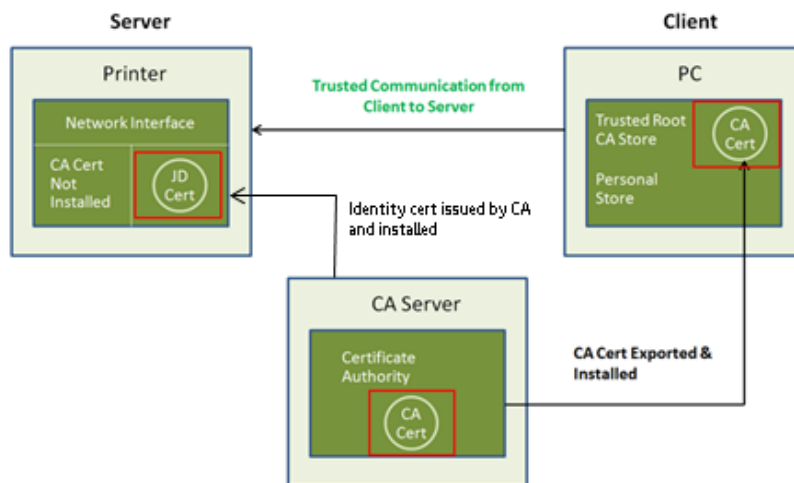 Server
Client
Printer
PC
Trusted Communication from
Client to Server
Network Interface
CA Cert
Not
Installed
JD
Cert
Trusted Root
CA Store
CA
Cert
Personal
Store
Identity cert issued by CA
and installed
CA Server
Certificate
Authority
CA
Cert
CA Cert Exported &
Installed